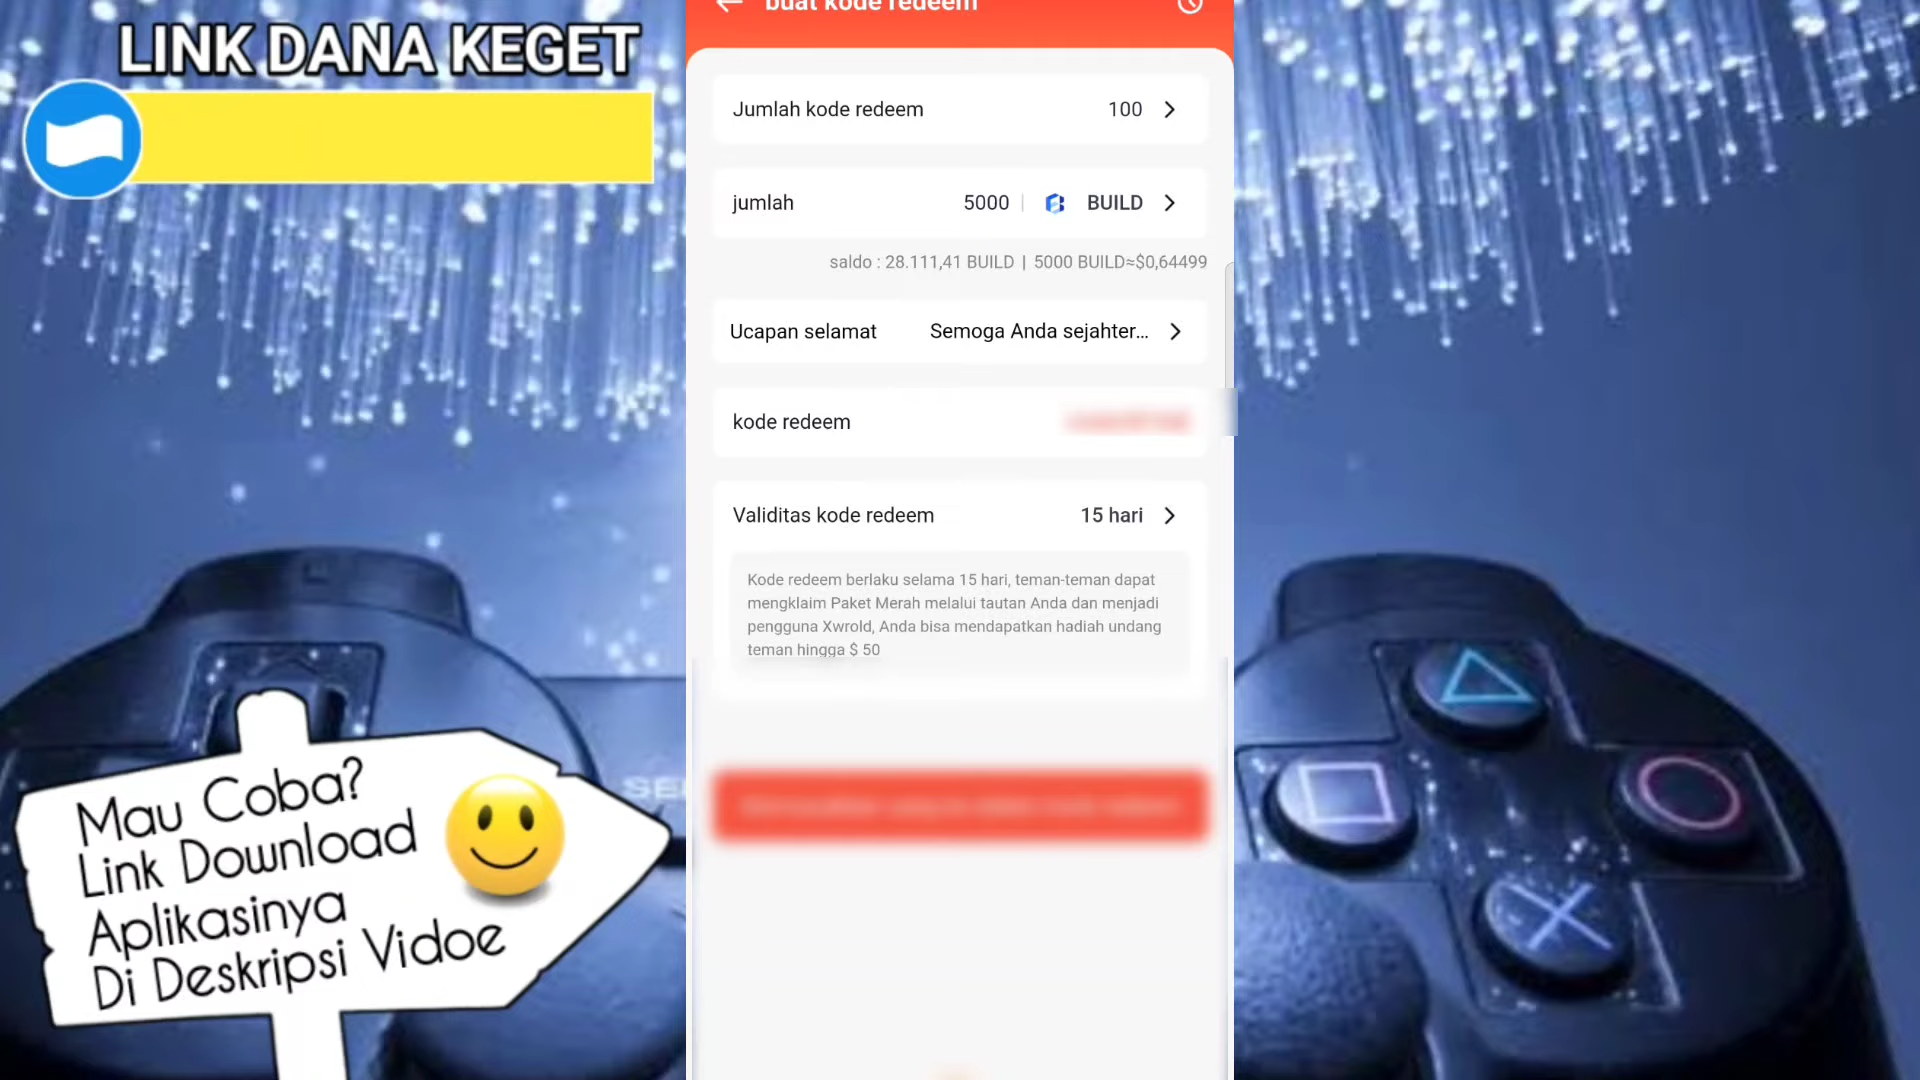 LINK DANA KEGET
buat kode redeem
Jumlah kode redeem 100
jumlah 5000 | BUILD
saldo : 28.111,41 BUILD | 5000 BUILD≈$0,64499
Ucapan selamat Semoga Anda sejahter...
kode redeem
Validitas kode redeem 15 hari
Kode redeem berlaku selama 15 hari, teman-teman dapat
mengklaim Paket Merah melalui tautan Anda dan menjadi
pengguna Xwrold, Anda bisa mendapatkan hadiah undang
teman hingga $ 50
Mau Coba?
Link Download
Aplikasinya
Di Deskripsi Vidoe